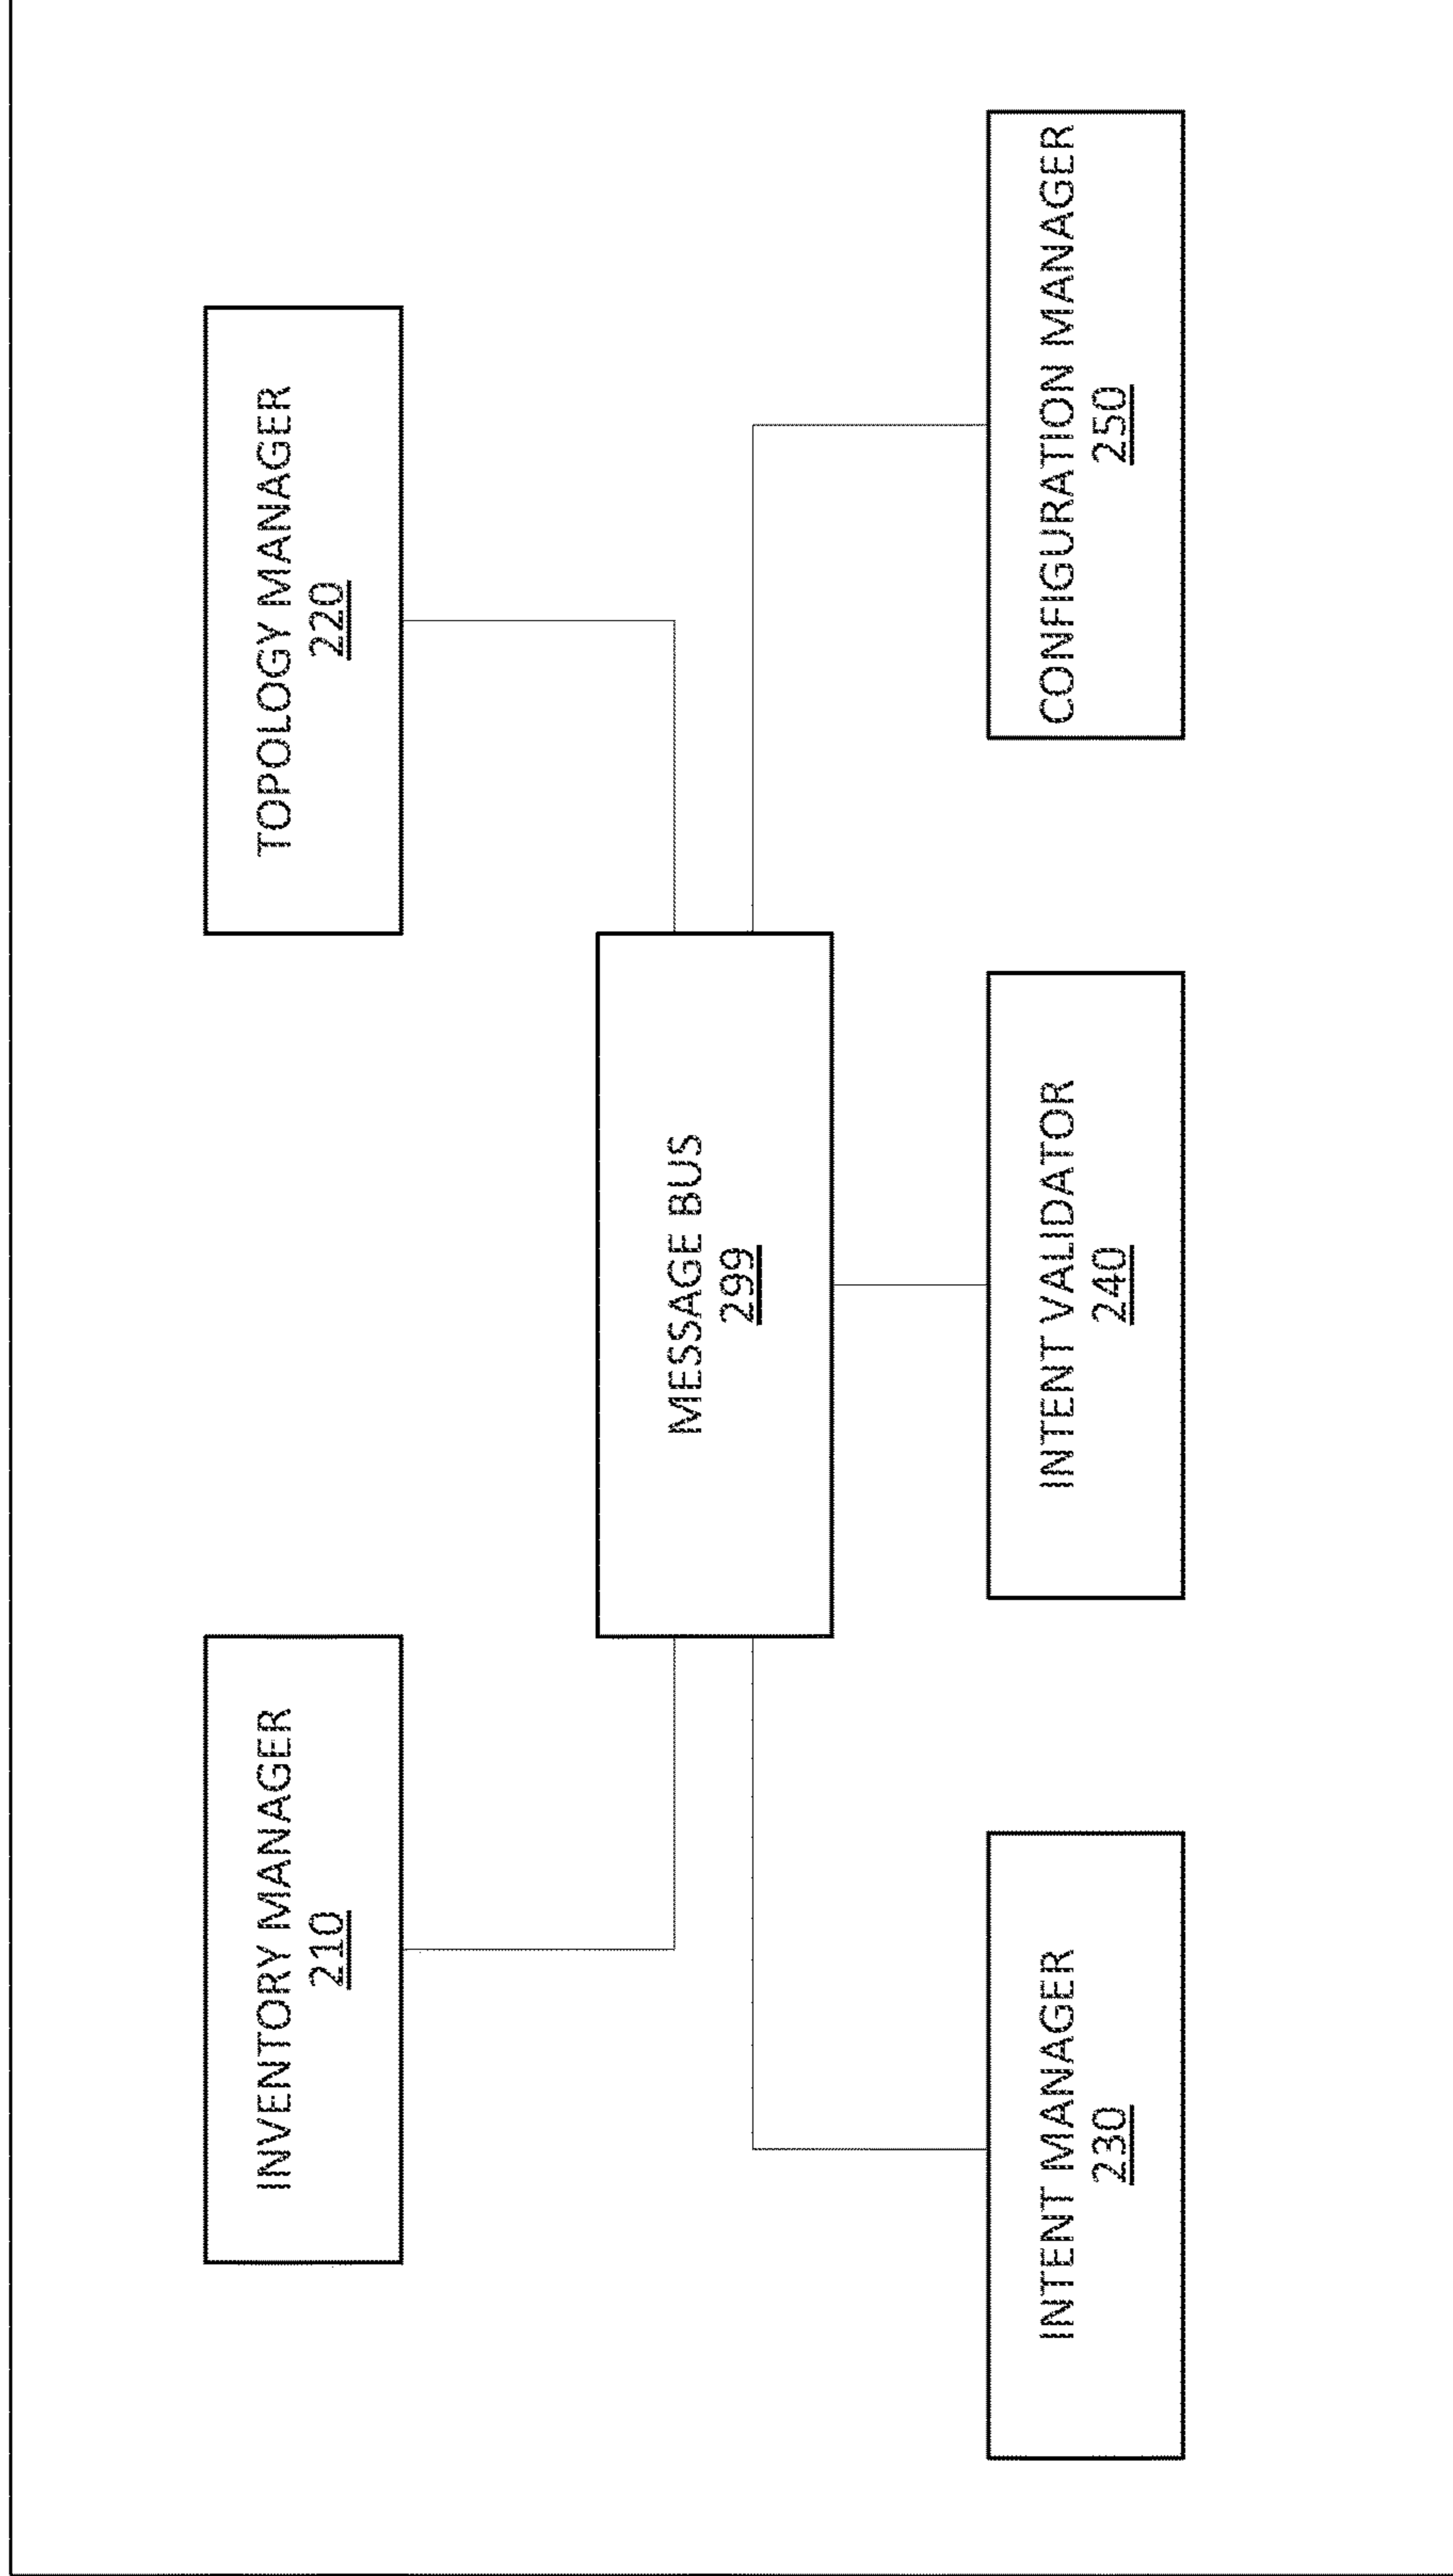 INVENTORY MANAGER
210
TOPOLOGY MANAGER
220
MESSAGE BUS
299
INTENT MANAGER
230
INTENT VALIDATOR
240
CONFIGURATION MANAGER
250